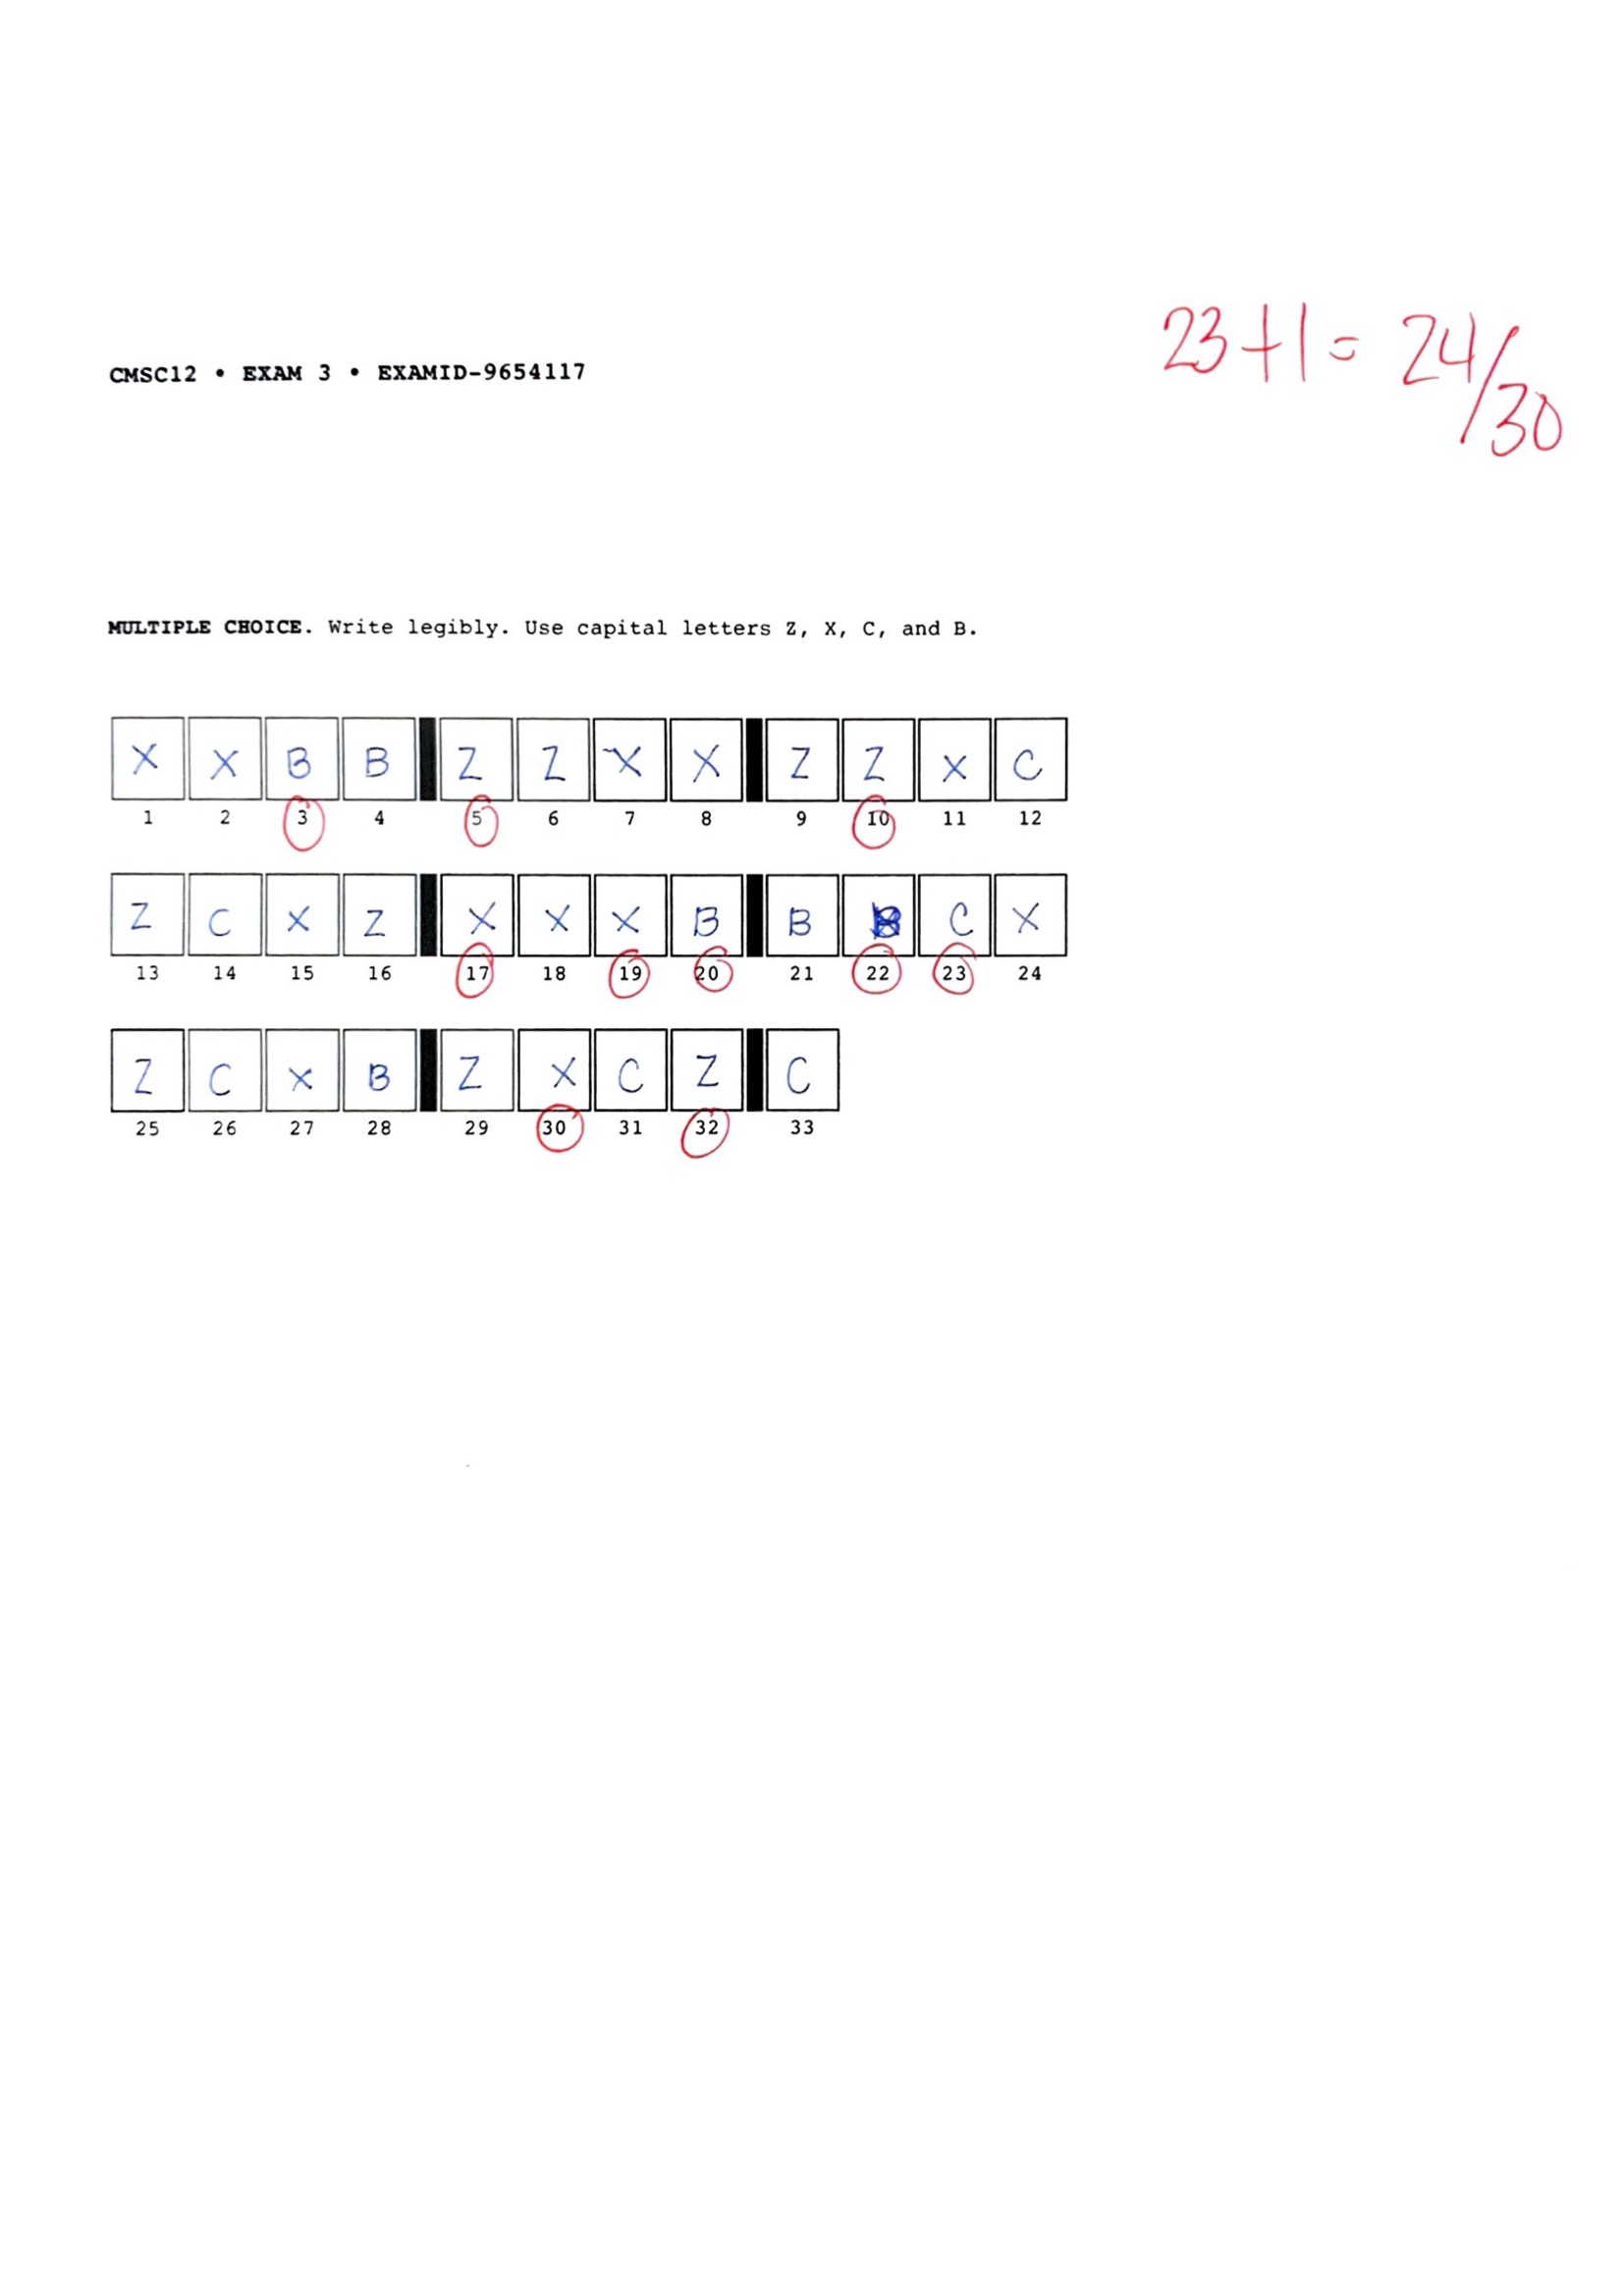 23+1= 24/30
CMSC12 • EXAM 3 • EXAMID-9654117
MULTIPLE CHOICE. Write legibly. Use capital letters Z, X, C, and B.
X X B B Z Z X X Z Z X C
1 2 3 4 5 6 7 8 9 10 11 12
Z C X Z X X X B B B C X
13 14 15 16 17 18 19 20 21 22 23 24
Z C X B Z X C Z C
25 26 27 28 29 30 31 32 33